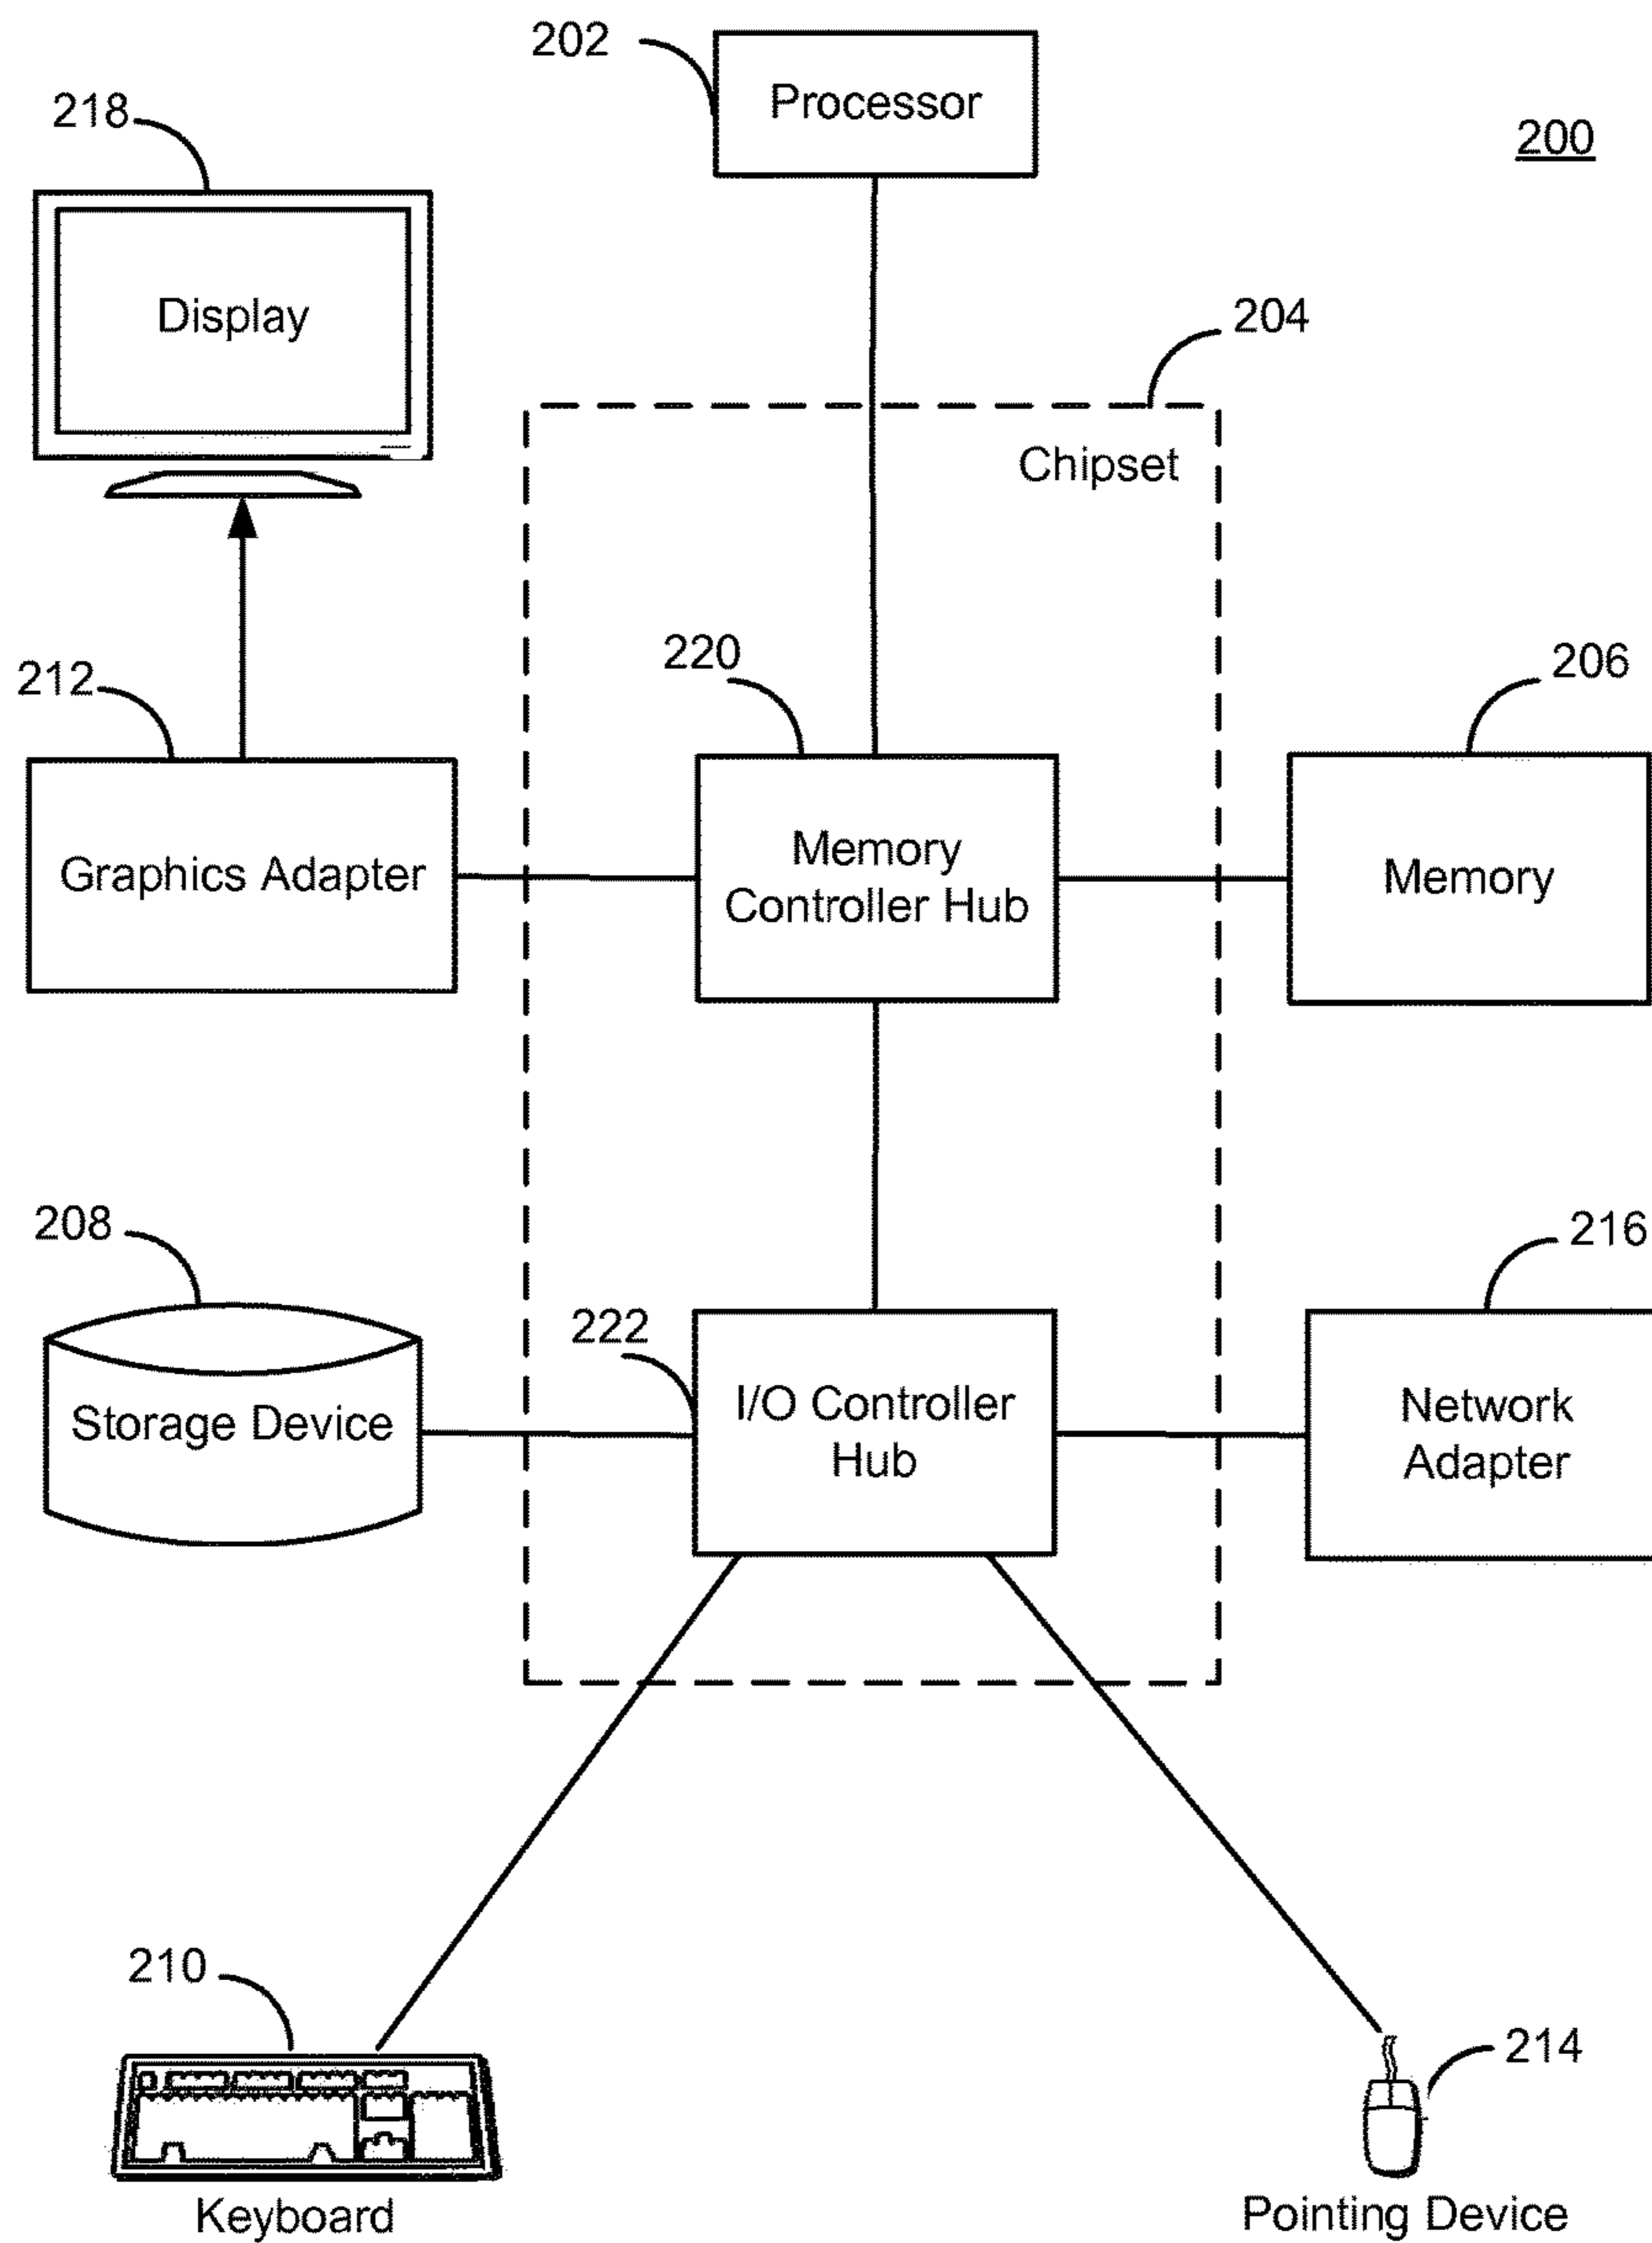 202
Processor
218
200
Display
204
Chipset
220
206
212
Memory
Controller Hub
Graphics Adapter
Memory
208
216
222
I/O Controller
Hub
Storage Device
Network
Adapter
210
214
Keyboard
Pointing Device